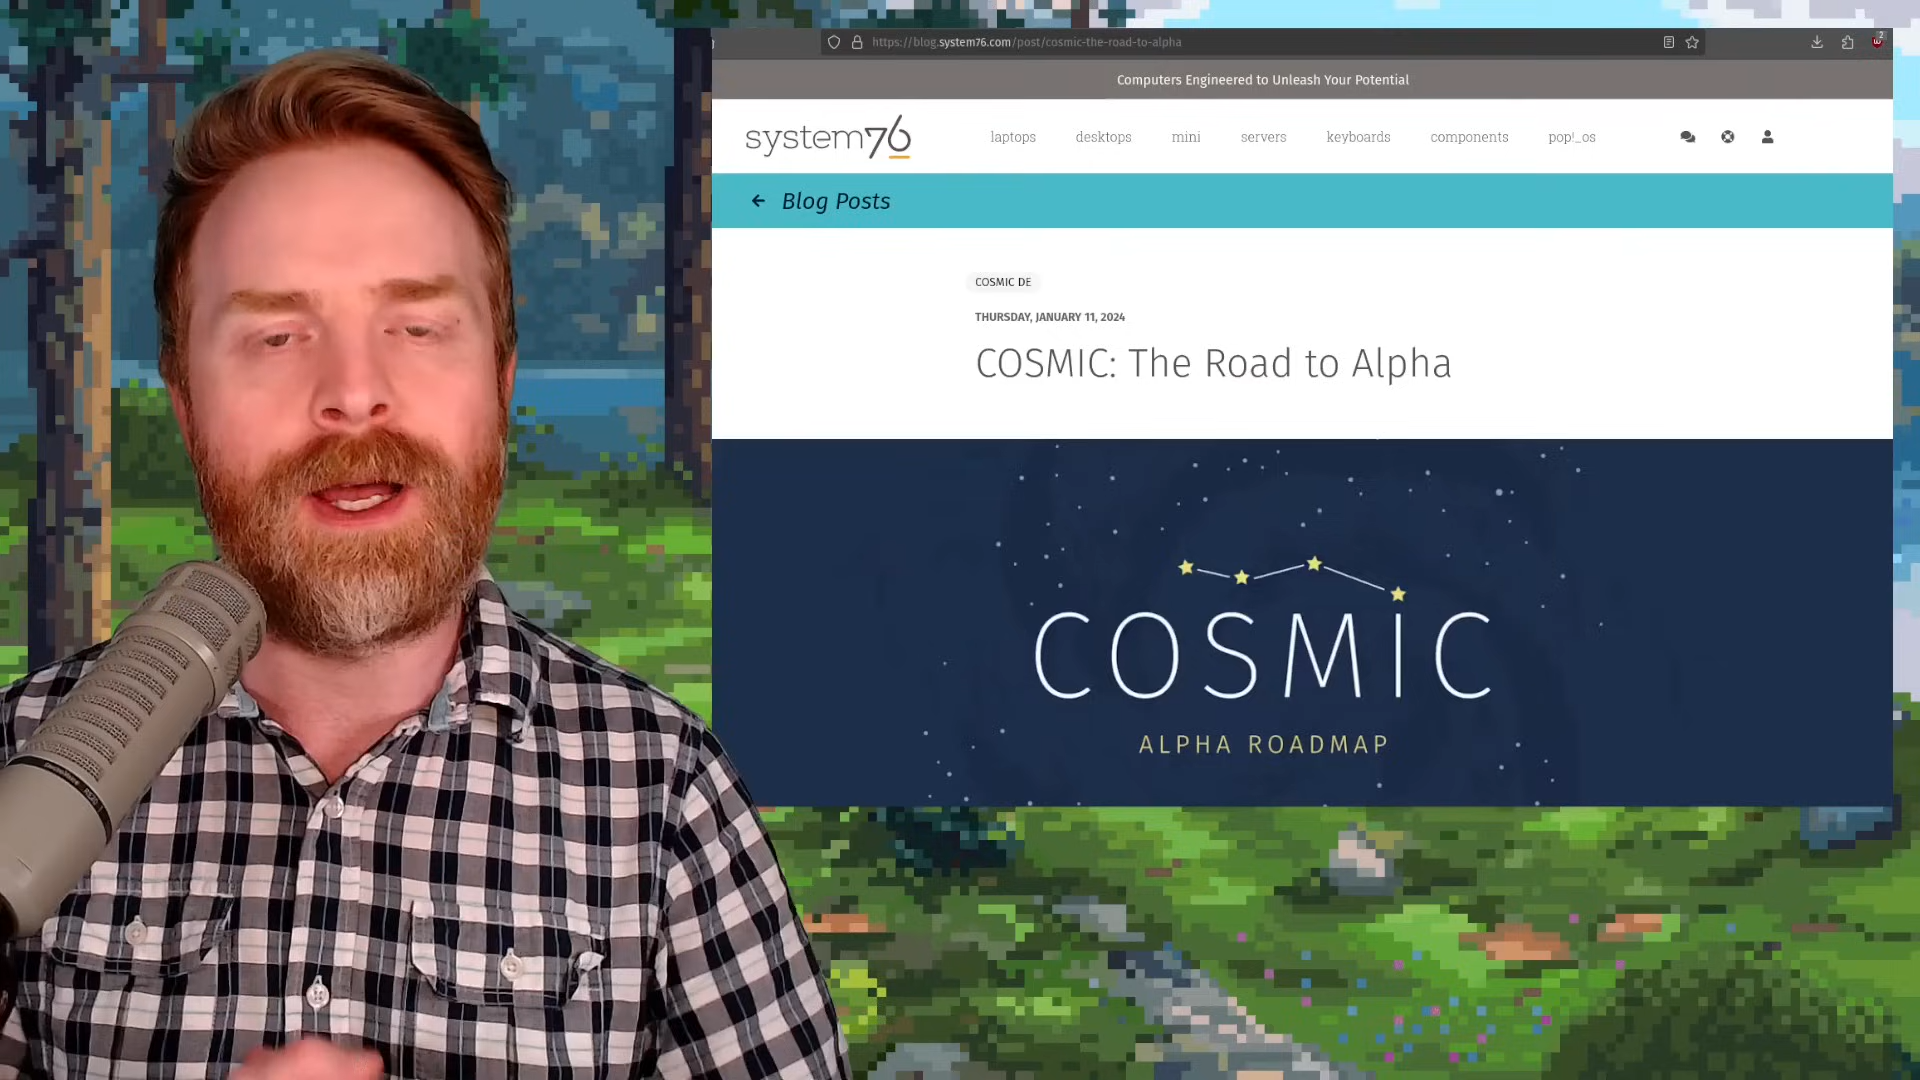 https://blog.system76.com/post/cosmic-the-road-to-alpha
2
Computers Engineered to Unleash Your Potential
system76
laptops desktops mini servers keyboards components pop!_os
Blog Posts
COSMIC DE
THURSDAY, JANUARY 11, 2024
COSMIC: The Road to Alpha
COSMIC
ALPHA ROADMAP